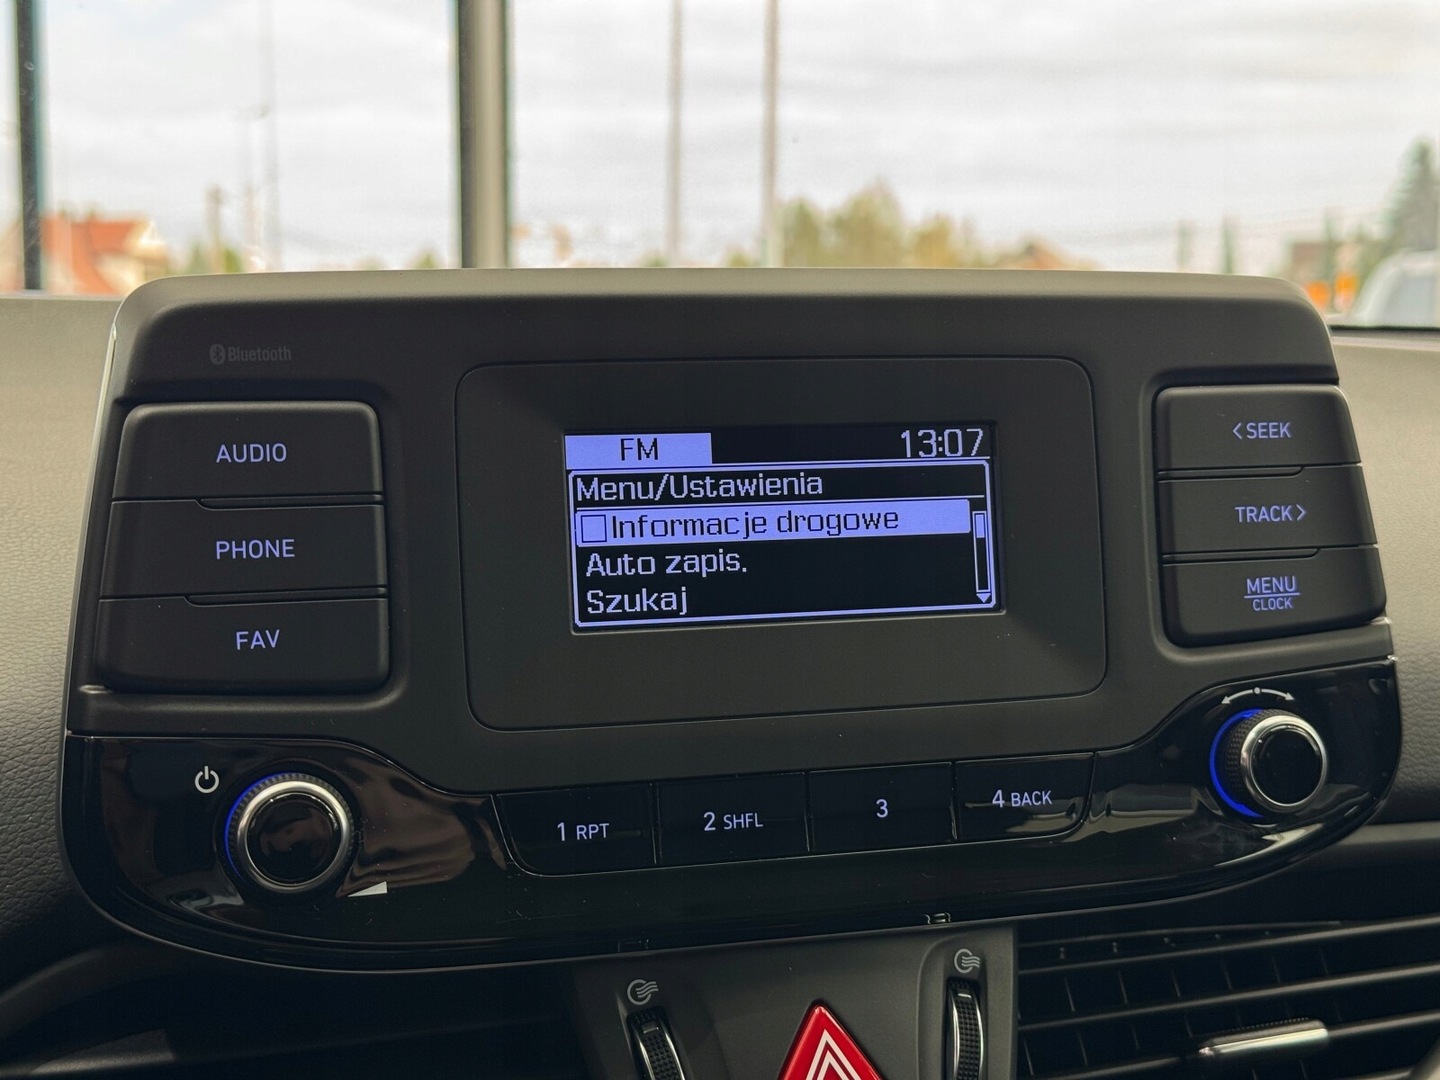 Bluetooth
AUDIO
PHONE
FAV
FM 13:07
Menu/Ustawienia
Informacje drogowe
Auto zapis.
Szukaj
<SEEK
TRACK>
MENU
CLOCK
1 RPT
2 SHFL
3
4 BACK